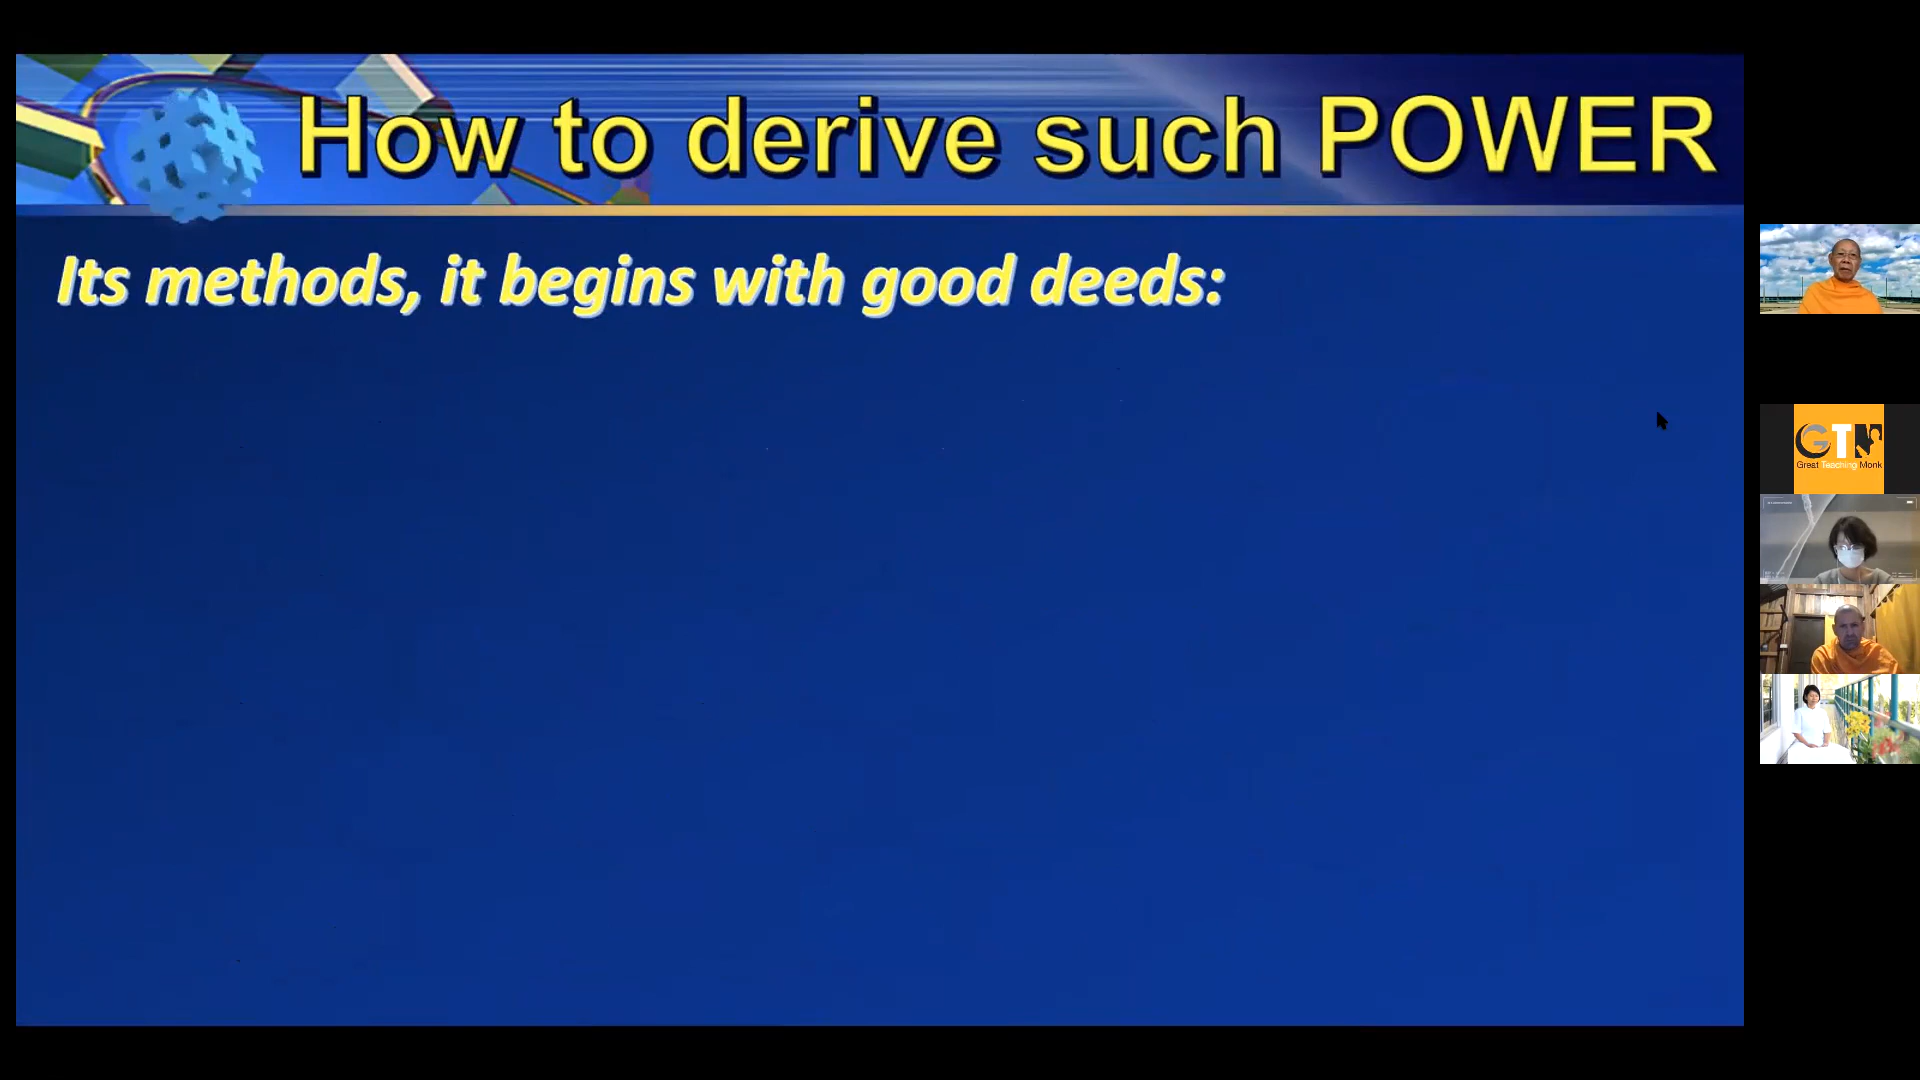 How to derive such POWER
Its methods, it begins with good deeds:
GTM
Great Teaching Monk